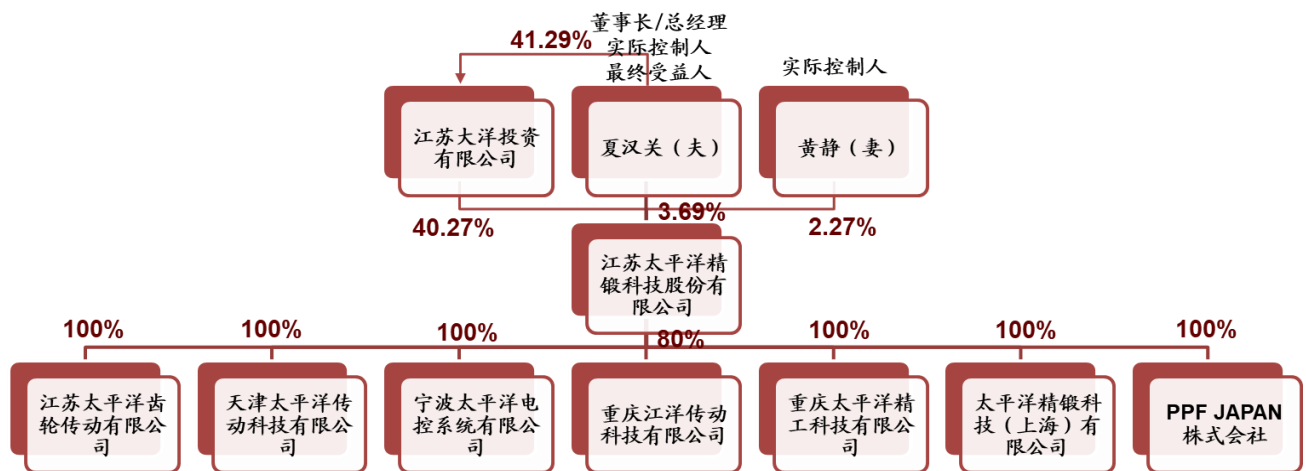 董事长/总经理
实际控制人
最终受益人
41.29%
实际控制人
江苏大洋投资
有限公司
夏汉关（夫）
黄静（妻）
40.27%
3.69%
2.27%
江苏太平洋精
锻科技股份有
限公司
100%
100%
100%
80%
100%
100%
100%
江苏太平洋齿
轮传动有限公
司
天津太平洋传
动科技有限公
司
宁波太平洋电
控系统有限公
司
重庆江洋传动
科技有限公司
重庆太平洋精
工科技有限公
司
太平洋精锻科
技（上海）有
限公司
PPF JAPAN
株式会社